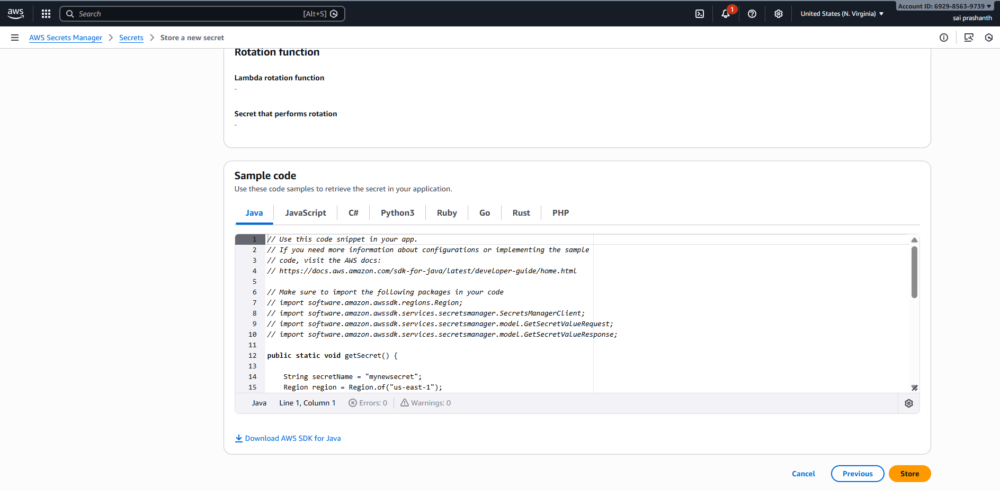 aws
Search
[Alt+S]
1
United States (N. Virginia)
Account ID: 6929-8563-9739
sai prashanth
AWS Secrets Manager
Secrets
Store a new secret
Rotation function
Lambda rotation function
-
Secret that performs rotation
-
Sample code
Use these code samples to retrieve the secret in your application.
Java
JavaScript
C#
Python3
Ruby
Go
Rust
PHP
1 // Use this code snippet in your app.
2 // If you need more information about configurations or implementing the sample
3 // code, visit the AWS docs:
4 // https://docs.aws.amazon.com/sdk-for-java/latest/developer-guide/home.html
5
6 // Make sure to import the following packages in your code
7 // import software.amazon.awssdk.regions.Region;
8 // import software.amazon.awssdk.services.secretsmanager.SecretsManagerClient;
9 // import software.amazon.awssdk.services.secretsmanager.model.GetSecretValueRequest;
10 // import software.amazon.awssdk.services.secretsmanager.model.GetSecretValueResponse;
11
12 public static void getSecret() {
13
14 String secretName = "mynewsecret";
15 Region region = Region.of("us-east-1");
Java
Line 1, Column 1
Errors: 0
Warnings: 0
Download AWS SDK for Java
Cancel
Previous
Store